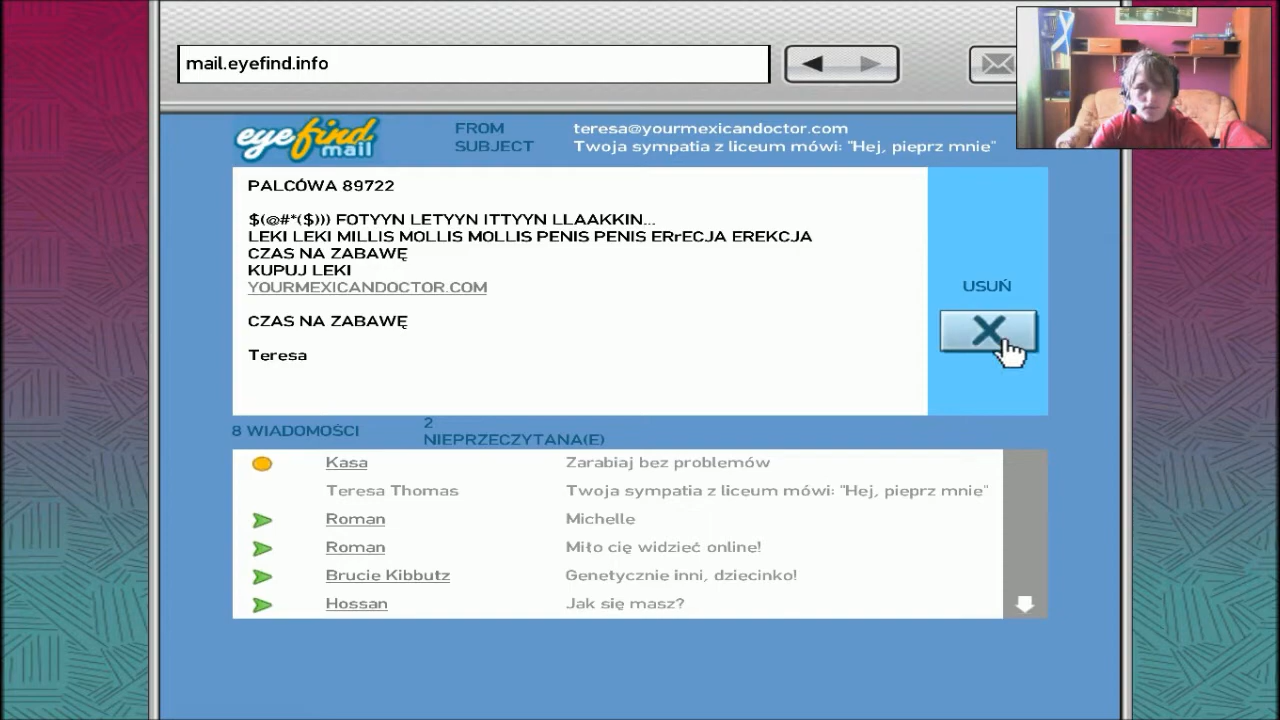 mail.eyefind.info
eyefind
mail
FROM teresa@yourmexicandoctor.com
SUBJECT Twoja sympatia z liceum mówi: "Hej, pieprz mnie"
PALCÓWA 89722
$(@#*($))) FOTYYN LETYYN ITTYYN LLAAKKIN...
LEKI LEKI MILLIS MOLLIS MOLLIS PENIS PENIS ERrECJA EREKCJA
CZAS NA ZABAWĘ
KUPUJ LEKI
YOURMEXICANDOCTOR.COM
CZAS NA ZABAWĘ
Teresa
USUŃ
8 WIADOMOŚCI
2
NIEPRZECZYTANA(E)
Kasa Zarabiaj bez problemów
Teresa Thomas Twoja sympatia z liceum mówi: "Hej, pieprz mnie"
Roman Michelle
Roman Miło cię widzieć online!
Brucie Kibbutz Genetycznie inni, dziecinko!
Hossan Jak się masz?